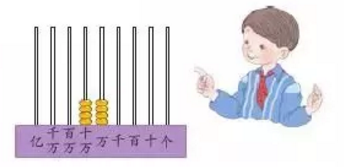 亿 千万 百万 十万 万 千 百 十 个